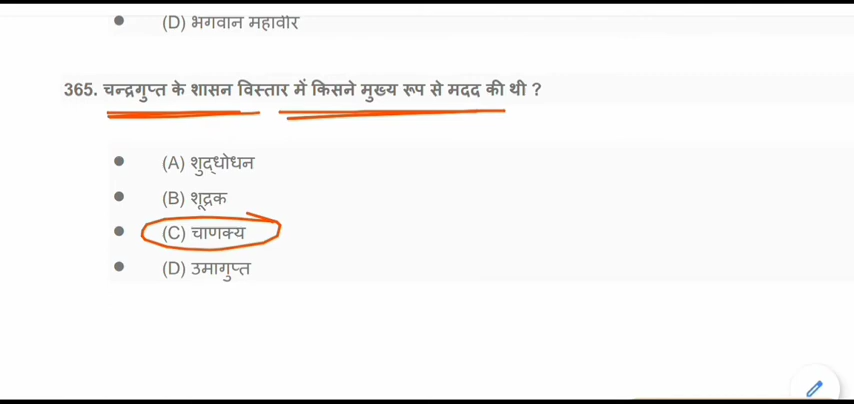 (D) भगवान महावीर
365. चन्द्रगुप्त के शासन विस्तार में किसने मुख्य रूप से मदद की थी ?
(A) शुद्धोधन
(B) शूद्रक
(C) चाणक्य
(D) उमागुप्त